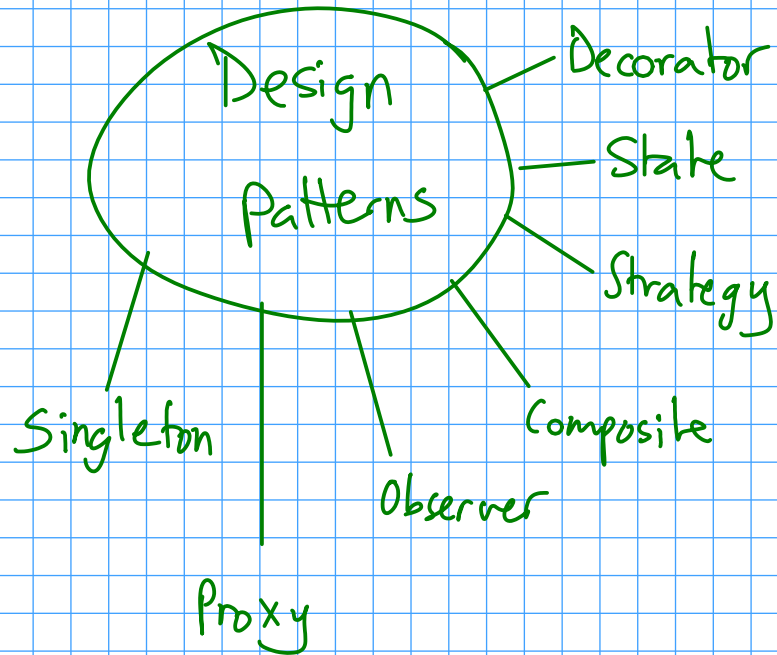 Design
Patterns
Decorator
State
Strategy
Composite
Observer
Proxy
Singleton